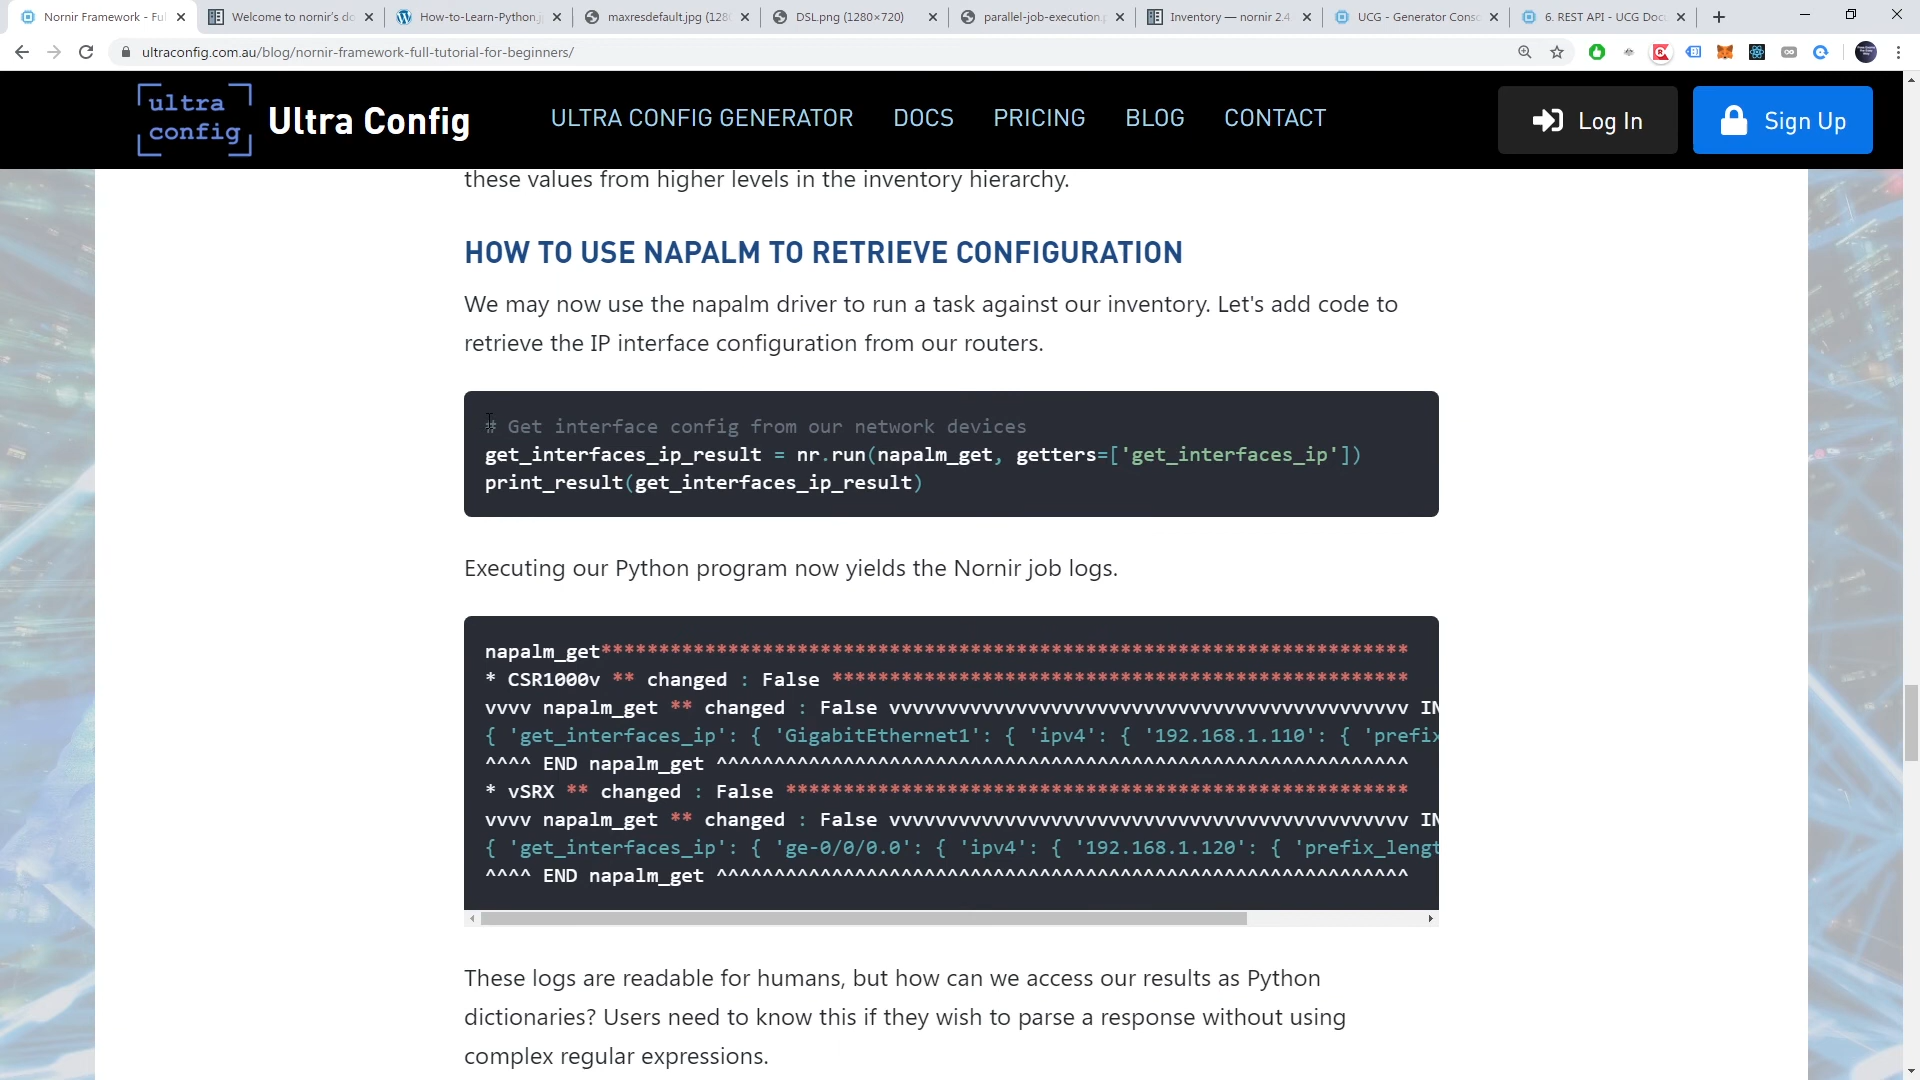 Nornir Framework - Ful
Welcome to nornir's do
How-to-Learn-Python.j
maxresdefault.jpg (128
DSL.png (1280×720)
parallel-job-execution.p
Inventory — nornir 2.4
UCG - Generator Conso
6. REST API - UCG Doc
ultraconfig.com.au/blog/nornir-framework-full-tutorial-for-beginners/
ultra
config
Ultra Config
ULTRA CONFIG GENERATOR
DOCS
PRICING
BLOG
CONTACT
Log In
Sign Up
these values from higher levels in the inventory hierarchy.
HOW TO USE NAPALM TO RETRIEVE CONFIGURATION
We may now use the napalm driver to run a task against our inventory. Let's add code to
retrieve the IP interface configuration from our routers.
# Get interface config from our network devices
get_interfaces_ip_result = nr.run(napalm_get, getters=['get_interfaces_ip'])
print_result(get_interfaces_ip_result)
Executing our Python program now yields the Nornir job logs.
napalm_get**********************************************************************
* CSR1000v ** changed : False **************************************************
vvvv napalm_get ** changed : False vvvvvvvvvvvvvvvvvvvvvvvvvvvvvvvvvvvvvvvvvvvvv IN
{ 'get_interfaces_ip': { 'GigabitEthernet1': { 'ipv4': { '192.168.1.110': { 'prefix
^^^^ END napalm_get ^^^^^^^^^^^^^^^^^^^^^^^^^^^^^^^^^^^^^^^^^^^^^^^^^^^^^^^^^^^^
* vSRX ** changed : False ******************************************************
vvvv napalm_get ** changed : False vvvvvvvvvvvvvvvvvvvvvvvvvvvvvvvvvvvvvvvvvvvvv IN
{ 'get_interfaces_ip': { 'ge-0/0/0.0': { 'ipv4': { '192.168.1.120': { 'prefix_lengt
^^^^ END napalm_get ^^^^^^^^^^^^^^^^^^^^^^^^^^^^^^^^^^^^^^^^^^^^^^^^^^^^^^^^^^^^
These logs are readable for humans, but how can we access our results as Python
dictionaries? Users need to know this if they wish to parse a response without using
complex regular expressions.